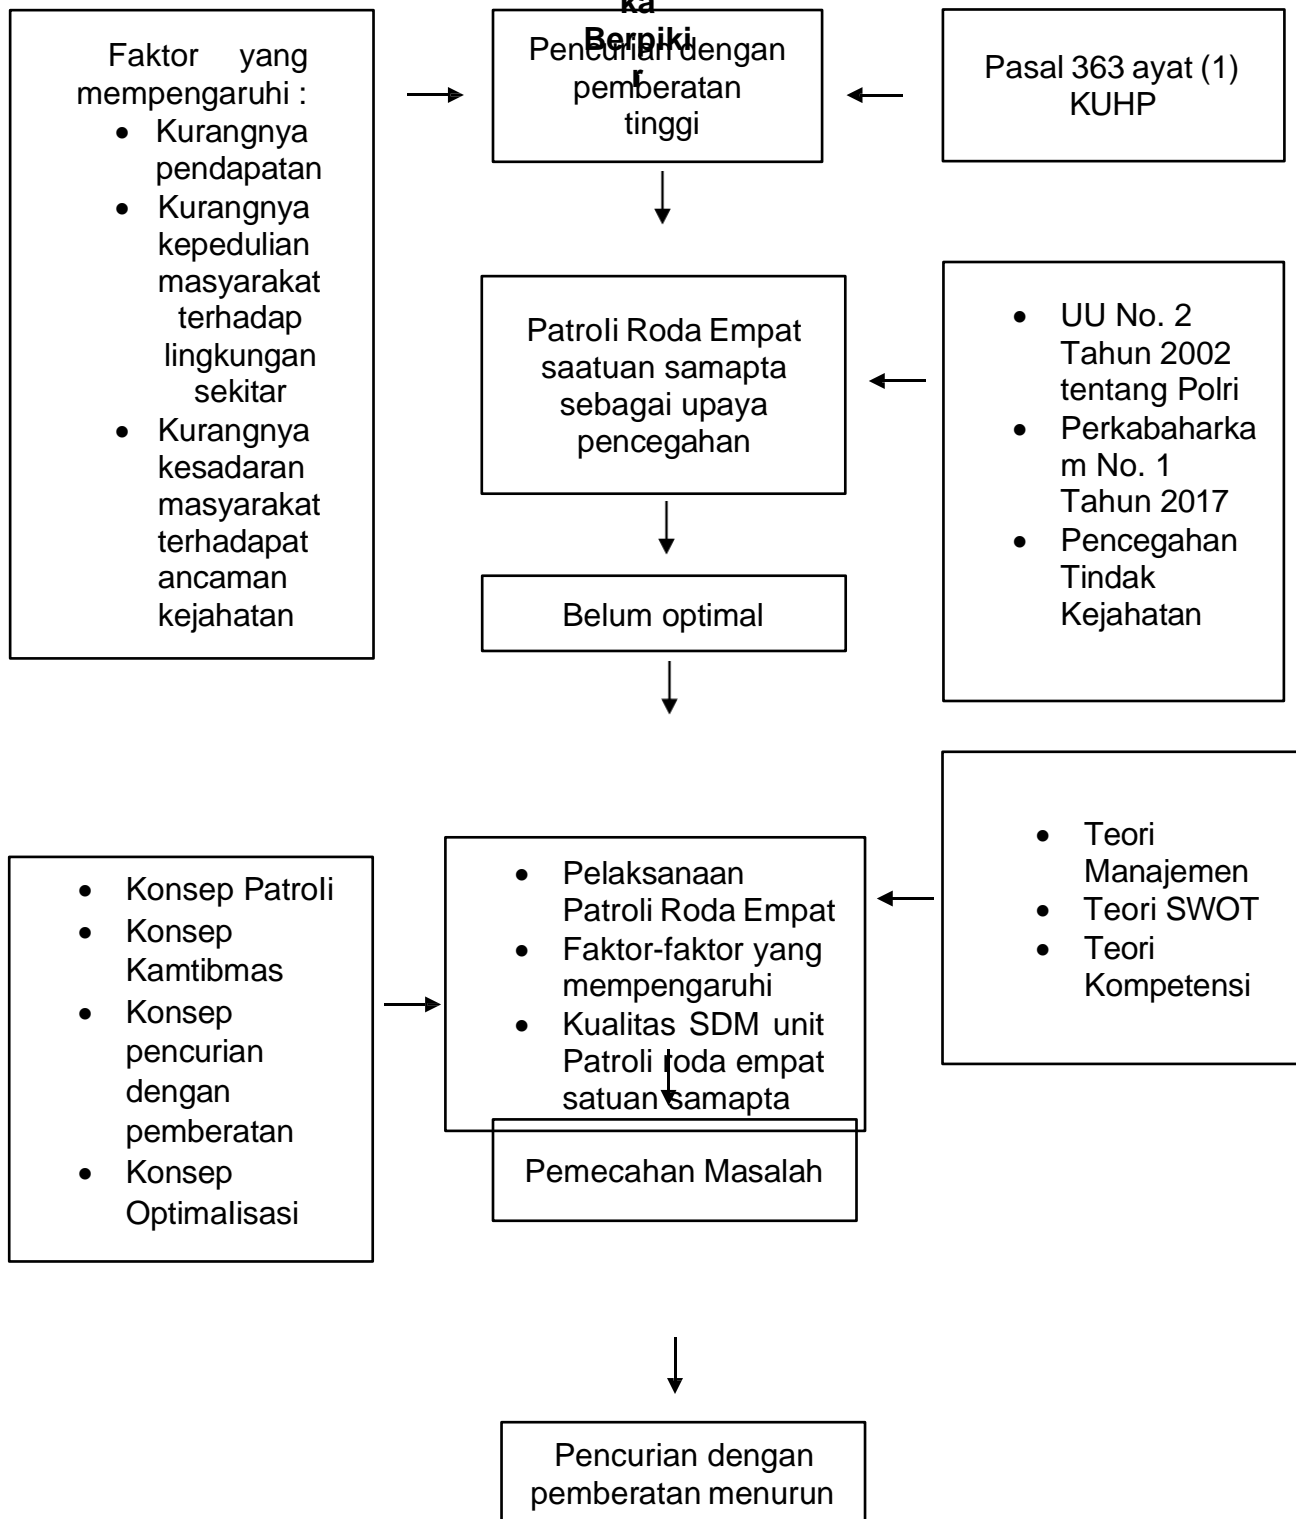 ka
Berpiki
r
Faktor yang
mempengaruhi :
• Kurangnya
pendapatan
• Kurangnya
kepedulian
masyarakat
terhadap
lingkungan
sekitar
• Kurangnya
kesadaran
masyarakat
terhadapat
ancaman
kejahatan
Pencurian dengan
pemberatan
tinggi
Pasal 363 ayat (1)
KUHP
Patroli Roda Empat
saatuan samapta
sebagai upaya
pencegahan
• UU No. 2
Tahun 2002
tentang Polri
• Perkabaharka
m No. 1
Tahun 2017
• Pencegahan
Tindak
Kejahatan
Belum optimal
• Konsep Patroli
• Konsep
Kamtibmas
• Konsep
pencurian
dengan
pemberatan
• Konsep
Optimalisasi
• Pelaksanaan
Patroli Roda Empat
• Faktor-faktor yang
mempengaruhi
• Kualitas SDM unit
Patroli roda empat
satuan samapta
• Teori
Manajemen
• Teori SWOT
• Teori
Kompetensi
Pemecahan Masalah
Pencurian dengan
pemberatan menurun